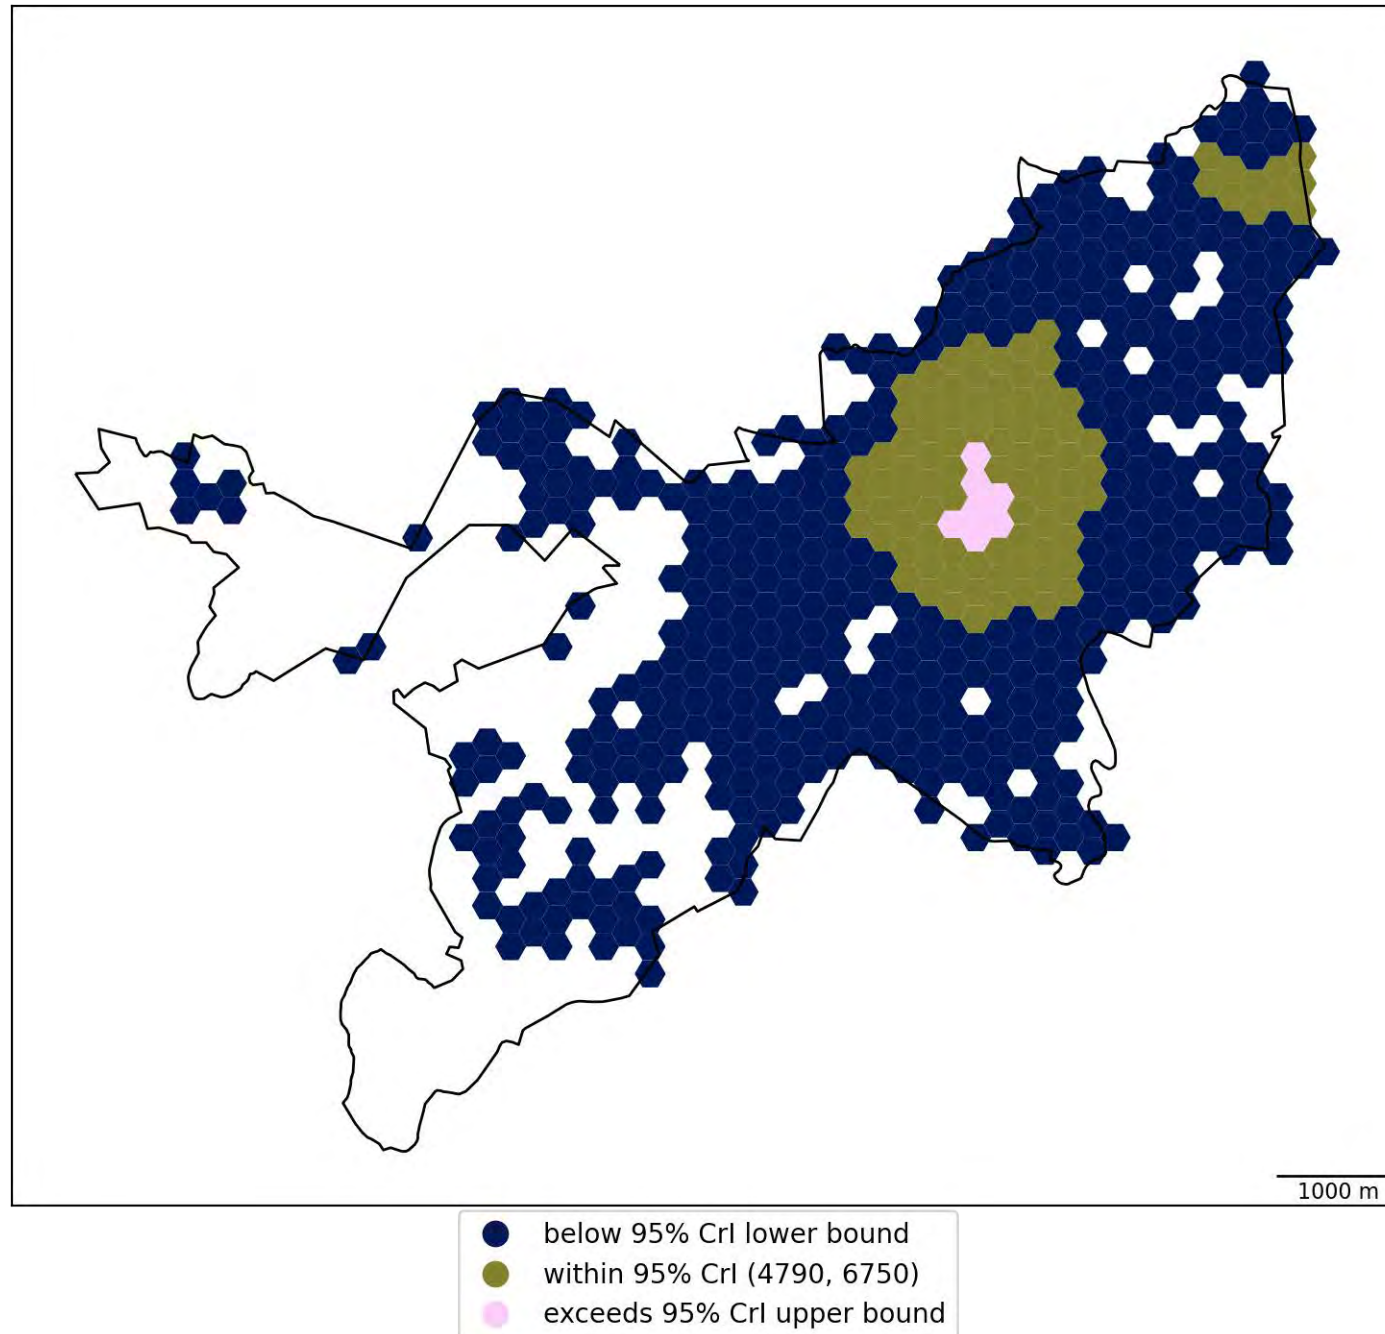 1000 m
below 95% CrI lower bound
within 95% CrI (4790, 6750)
exceeds 95% CrI upper bound